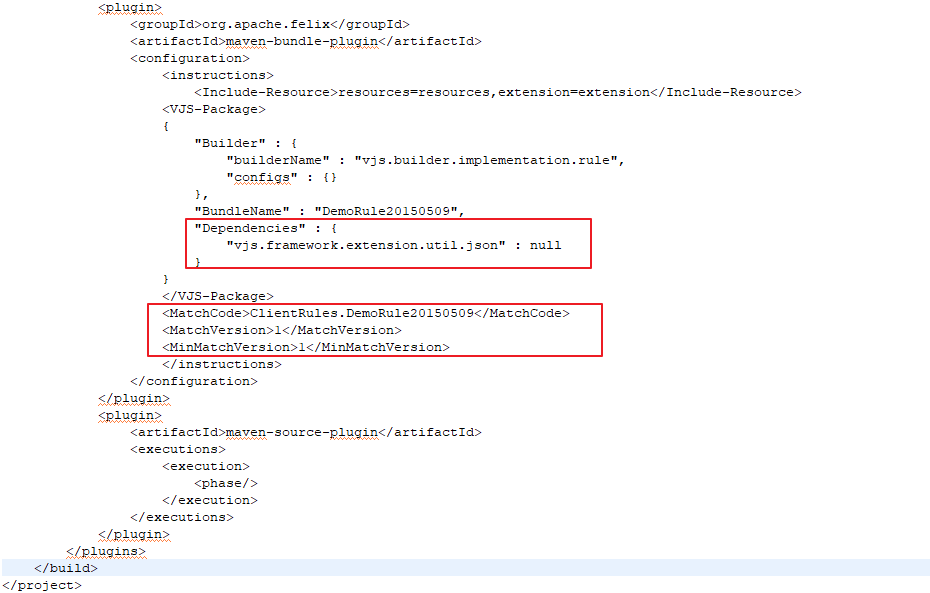 <plugin>
<groupId>org.apache.felix</groupId>
<artifactId>maven-bundle-plugin</artifactId>
<configuration>
<instructions>
<Include-Resource>resources=resources,extension=extension</Include-Resource>
<VJS-Package>
{
"Builder" : {
"builderName" : "vjs.builder.implementation.rule",
"configs" : {}
},
"BundleName" : "DemoRule20150509",
"Dependencies" : {
"vjs.framework.extension.util.json" : null
}
}
</VJS-Package>
<MatchCode>ClientRules.DemoRule20150509</MatchCode>
<MatchVersion>1</MatchVersion>
<MinMatchVersion>1</MinMatchVersion>
</instructions>
</configuration>
</plugin>
<plugin>
<artifactId>maven-source-plugin</artifactId>
<executions>
<execution>
<phase/>
</execution>
</executions>
</plugin>
</plugins>
</build>
</project>